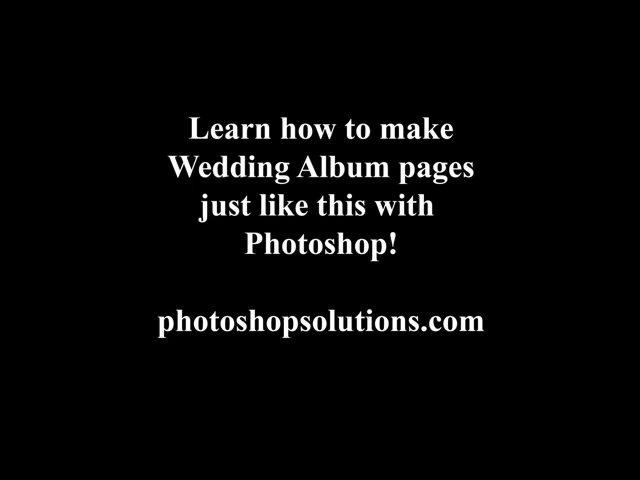 Learn how to make
Wedding Album pages
just like this with
Photoshop!
photoshopsolutions.com